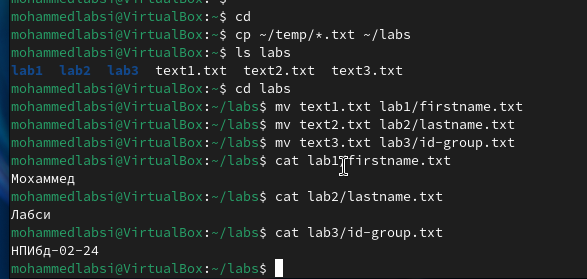 mohammedlabsi@VirtualBox:~$
mohammedlabsi@VirtualBox:~$ cd
mohammedlabsi@VirtualBox:~$ cp ~/temp/*.txt ~/labs
mohammedlabsi@VirtualBox:~$ ls labs
lab1 lab2 lab3 text1.txt text2.txt text3.txt
mohammedlabsi@VirtualBox:~$ cd labs
mohammedlabsi@VirtualBox:~/labs$ mv text1.txt lab1/firstname.txt
mohammedlabsi@VirtualBox:~/labs$ mv text2.txt lab2/lastname.txt
mohammedlabsi@VirtualBox:~/labs$ mv text3.txt lab3/id-group.txt
mohammedlabsi@VirtualBox:~/labs$ cat lab1/firstname.txt
Мохаммед
mohammedlabsi@VirtualBox:~/labs$ cat lab2/lastname.txt
Лабси
mohammedlabsi@VirtualBox:~/labs$ cat lab3/id-group.txt
НПИбд-02-24
mohammedlabsi@VirtualBox:~/labs$